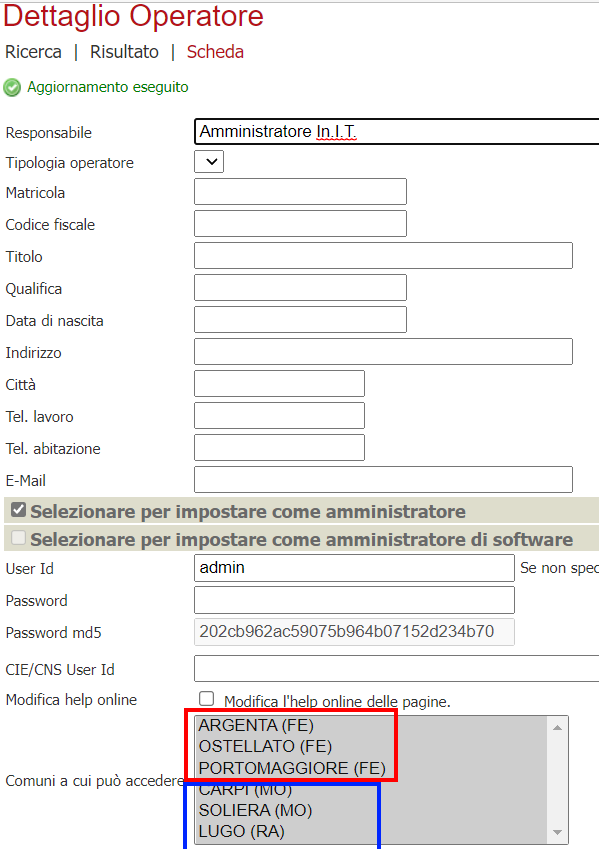 Dettaglio Operatore
Ricerca | Risultato | Scheda
Aggiornamento eseguito
Responsabile Amministratore In.I.T.
Tipologia operatore
Matricola
Codice fiscale
Titolo
Qualifica
Data di nascita
Indirizzo
Città
Tel. lavoro
Tel. abitazione
E-Mail
Selezionare per impostare come amministratore
Selezionare per impostare come amministratore di software
User Id admin Se non spec
Password
Password md5 202cb962ac59075b964b07152d234b70
CIE/CNS User Id
Modifica help online Modifica l'help online delle pagine.
ARGENTA (FE)
OSTELLATO (FE)
PORTOMAGGIORE (FE)
Comuni a cui può accedere
CARPI (MO)
SOLIERA (MO)
LUGO (RA)